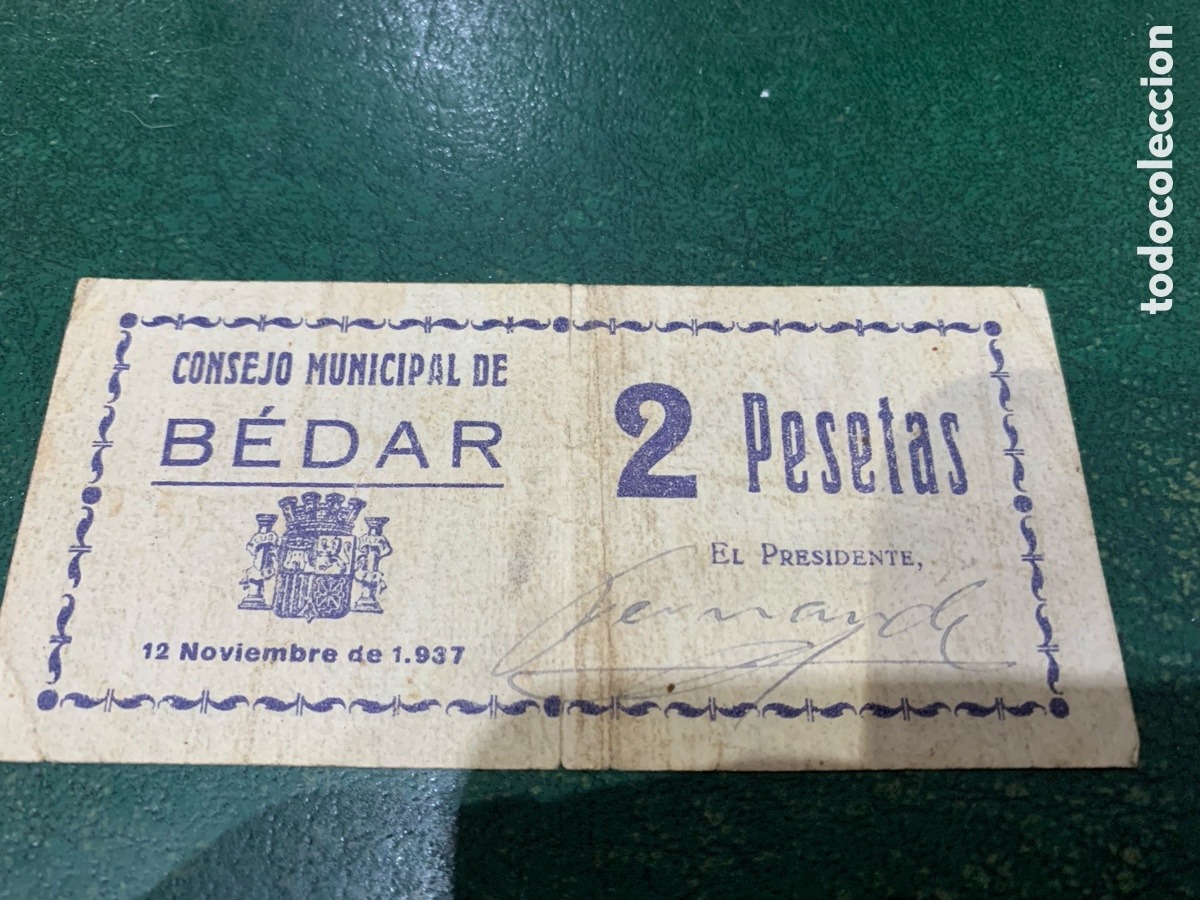 CONSEJO MUNICIPAL DE
BÉDAR
12 Noviembre de 1.937
2 Pesetas
EL PRESIDENTE,
todocoleccion